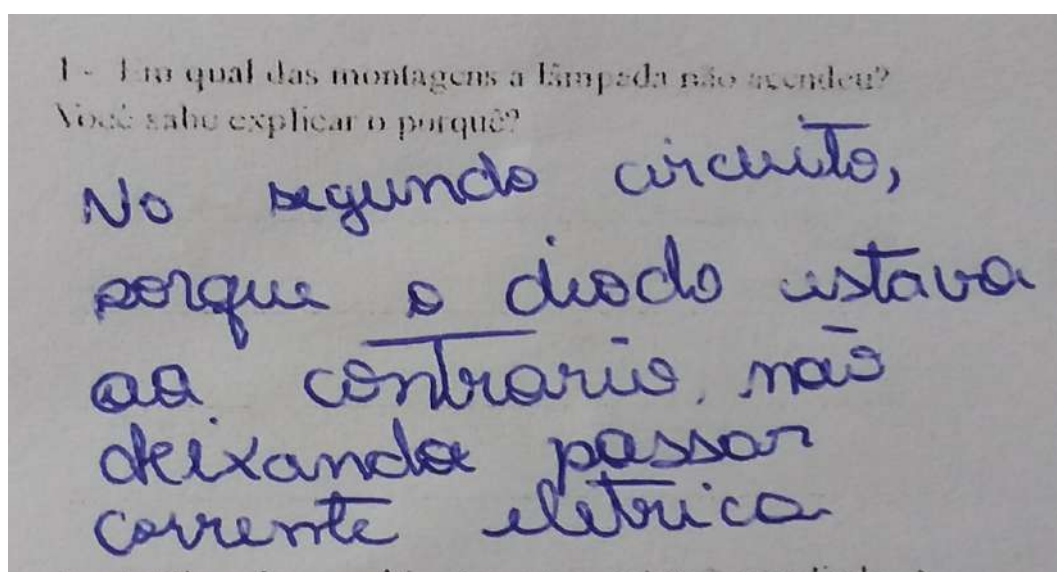 1 - Em qual das montagens a lâmpada não acendeu?
Você sabe explicar o porquê?
No segundo circuito,
porque o diodo estava
ao contrario, não
deixando passar
corrente eletrica